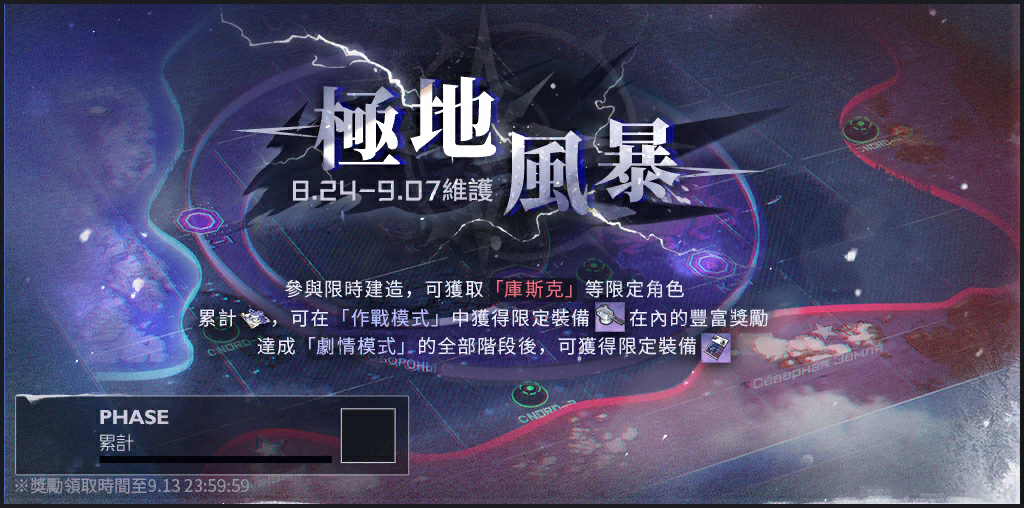 極地
風暴
8.24-9.07維護
參與限時建造，可獲取「庫斯克」等限定角色
累計，可在「作戰模式」中獲得限定裝備在內的豐富獎勵
達成「劇情模式」的全部階段後，可獲得限定裝備
Северная Земля
PHASE
累計
※獎勵領取時間至9.13 23:59:59